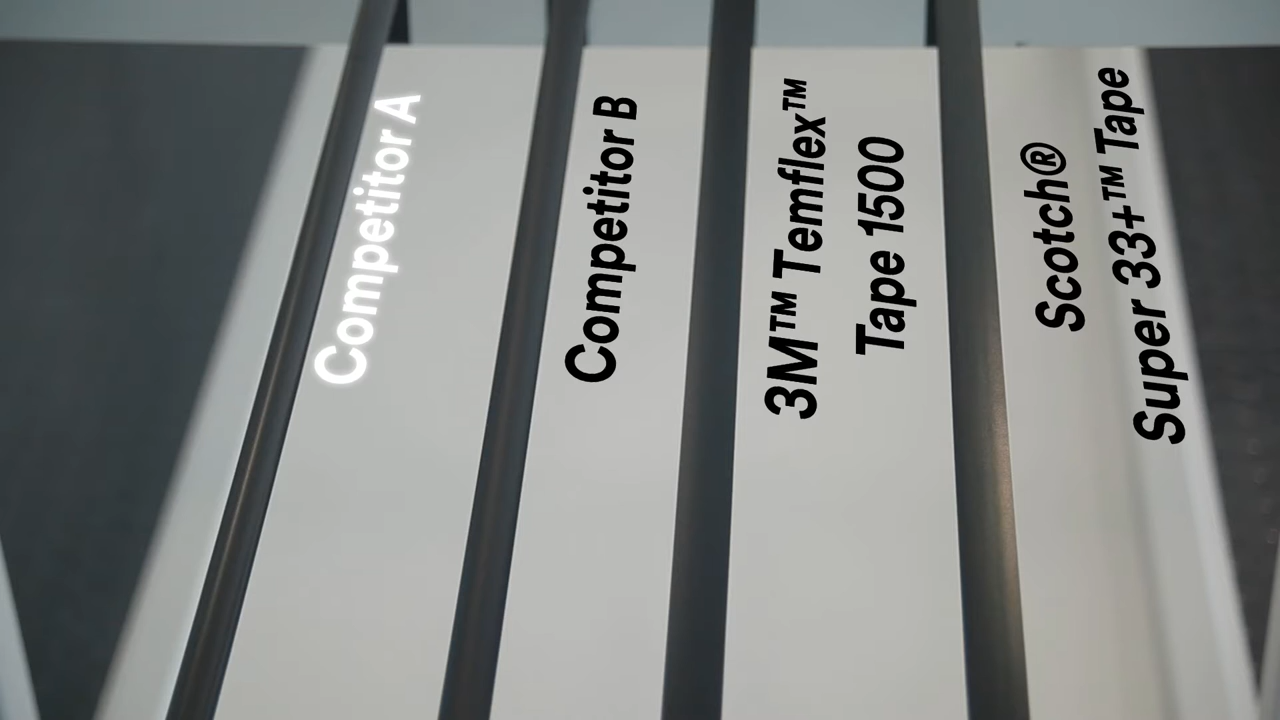 Competitor A
Competitor B
3M™ Temflex™
Tape 1500
Scotch®
Super 33+™ Tape